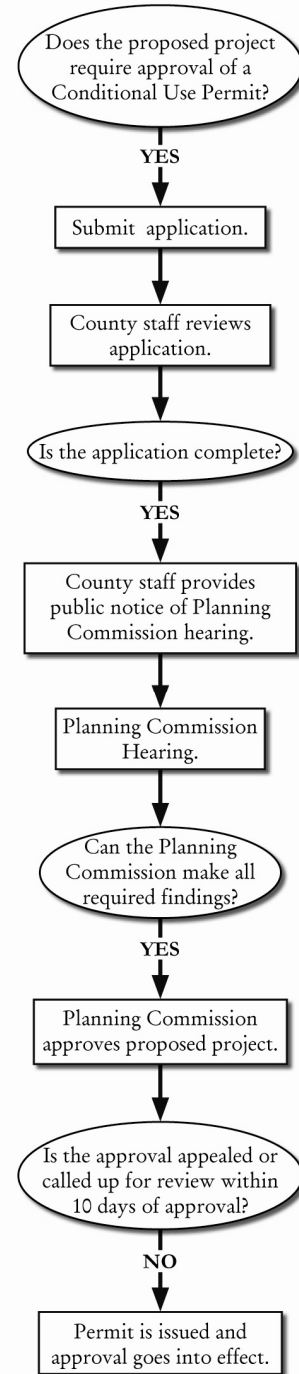 Does the proposed project
require approval of a
Conditional Use Permit?
YES
Submit application.
County staff reviews
application.
Is the application complete?
YES
County staff provides
public notice of Planning
Commission hearing.
Planning Commission
Hearing.
Can the Planning
Commission make all
required findings?
YES
Planning Commission
approves proposed project.
Is the approval appealed or
called up for review within
10 days of approval?
NO
Permit is issued and
approval goes into effect.